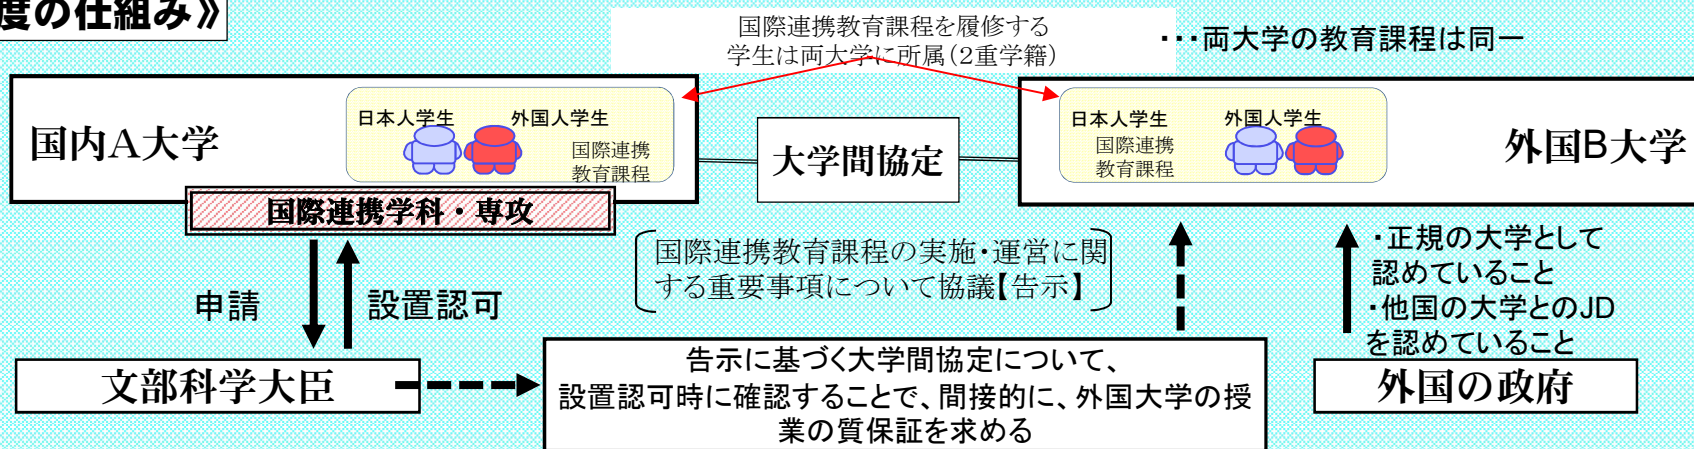 度の仕組み》
国際連携教育課程を履修する
学生は両大学に所属(2重学籍)
・・・両大学の教育課程は同一
国内A大学
日本人学生
外国人学生
国際連携
教育課程
国際連携学科・専攻
大学間協定
日本人学生
外国人学生
国際連携
教育課程
外国B大学
国際連携教育課程の実施・運営に関
する重要事項について協議【告示】
申請
設置認可
・正規の大学として
認めていること
・他国の大学とのJD
を認めていること
文部科学大臣
告示に基づく大学間協定について、
設置認可時に確認することで、間接的に、外国大学の授
業の質保証を求める
外国の政府